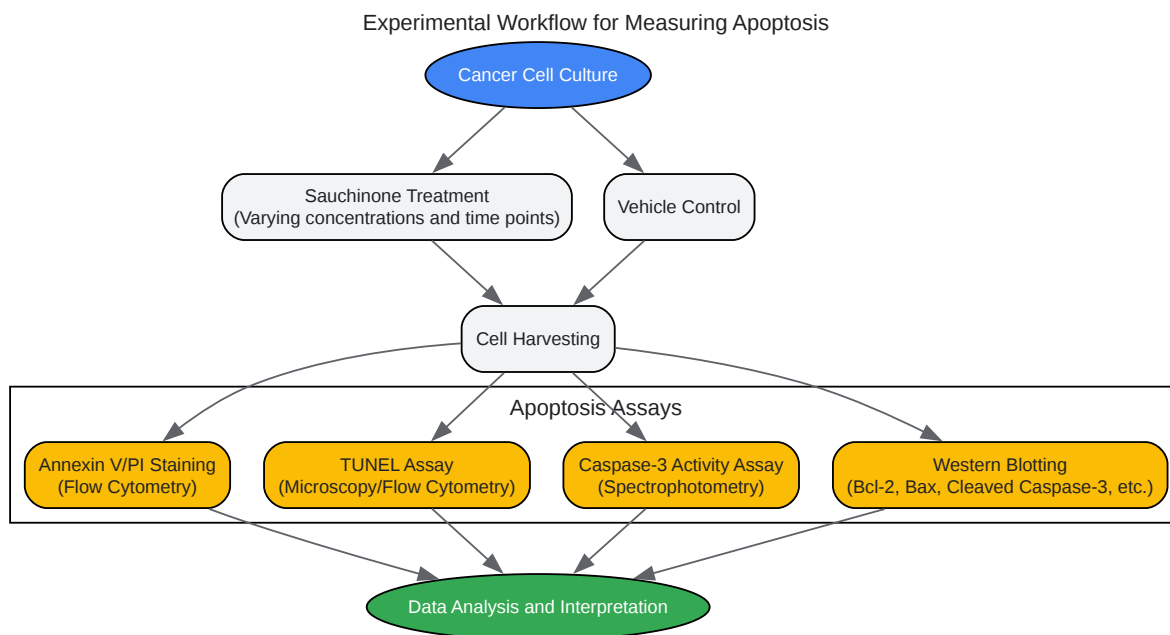 Experimental Workflow for Measuring Apoptosis
Cancer Cell Culture
Sauchinone Treatment
(Varying concentrations and time points)
Vehicle Control
Cell Harvesting
Apoptosis Assays
Annexin V/PI Staining
(Flow Cytometry)
TUNEL Assay
(Microscopy/Flow Cytometry)
Caspase-3 Activity Assay
(Spectrophotometry)
Western Blotting
(Bcl-2, Bax, Cleaved Caspase-3, etc.)
Data Analysis and Interpretation